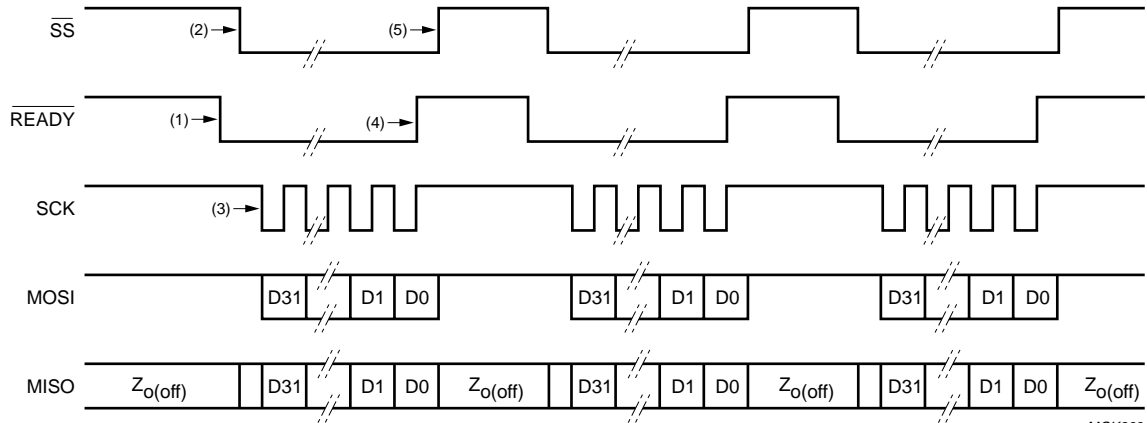 SS (2) (5)
READY (1) (4)
SCK (3)
MOSI D31 D1 D0 D31 D1 D0 D31 D1 D0
MISO Zo(off) D31 D1 D0 Zo(off) D31 D1 D0 Zo(off) D31 D1 D0 Zo(off)